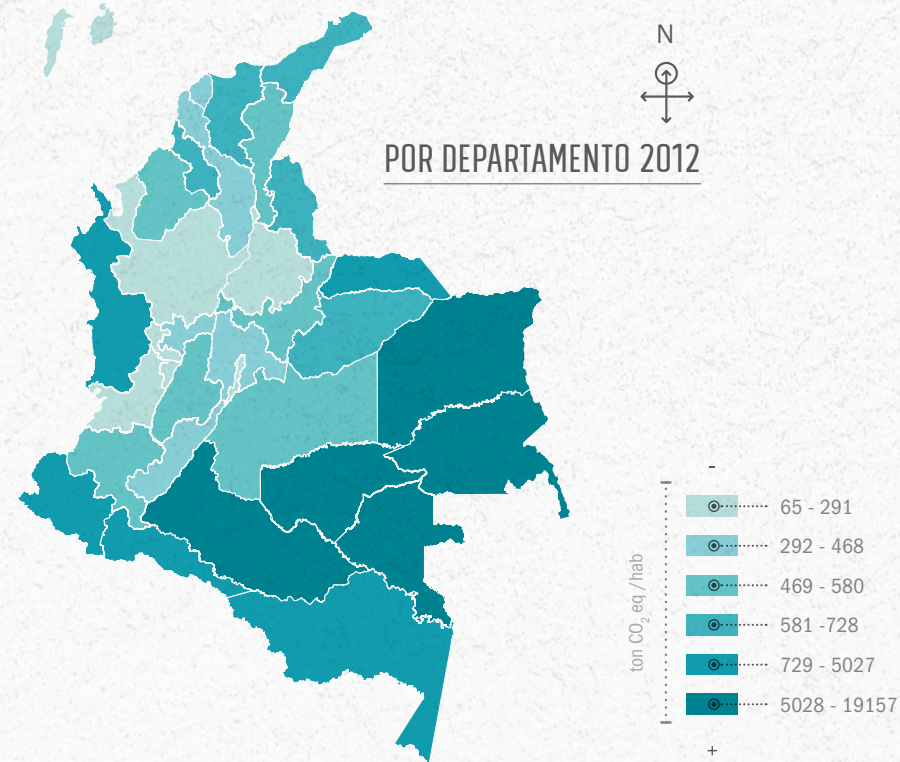 N
POR DEPARTAMENTO 2012
-
ton CO₂ eq /hab
65 - 291
292 - 468
469 - 580
581 -728
729 - 5027
5028 - 19157
+